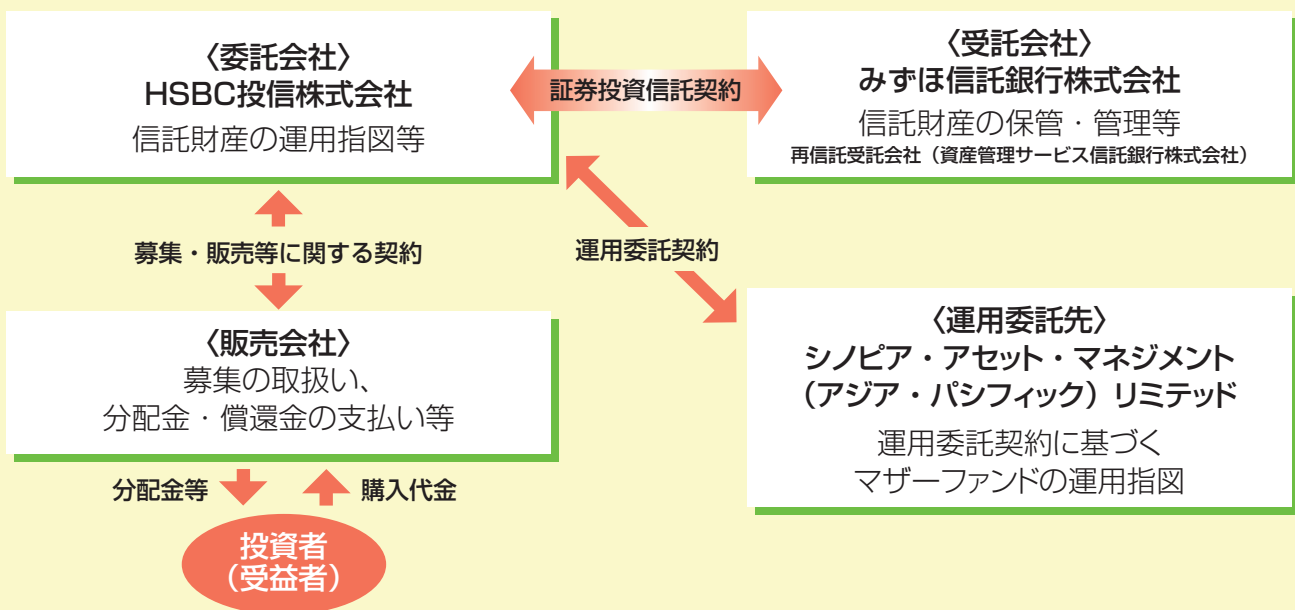 〈委託会社〉
HSBC投信株式会社
信託財産の運用指図等
証券投資信託契約
〈受託会社〉
みずほ信託銀行株式会社
信託財産の保管・管理等
再信託受託会社（資産管理サービス信託銀行株式会社）
募集・販売等に関する契約
運用委託契約
〈販売会社〉
募集の取扱い、
分配金・償還金の支払い等
〈運用委託先〉
シノピア・アセット・マネジメント
（アジア・パシフィック）リミテッド
運用委託契約に基づく
マザーファンドの運用指図
分配金等
購入代金
投資者
（受益者）